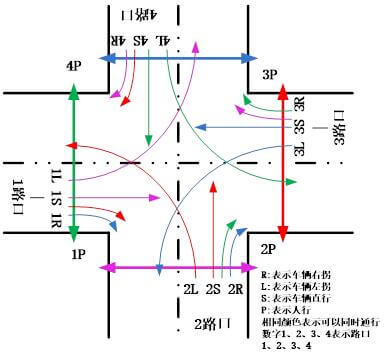 4路口
4R 4S 4L
4P
3P
3R
3S
3L
3路口
1L
1S
1R
1路口
1P
2P
2L 2S 2R
2路口
R:表示车辆右拐
L:表示车辆左拐
S:表示车辆直行
P:表示人行
相同颜色表示可以同时通行
数字1、2、3、4表示路口
1、2、3、4